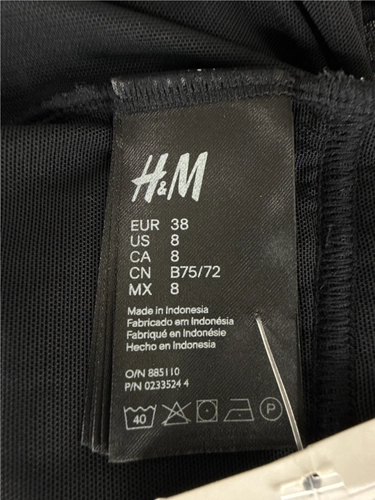 H&M
EUR 38
US 8
CA 8
CN B75/72
MX 8
Made in Indonesia
Fabricado em Indonésia
Fabriqué en Indonésie
Hecho en Indonesia
O/N 885110
P/N 0233524 4
40
P